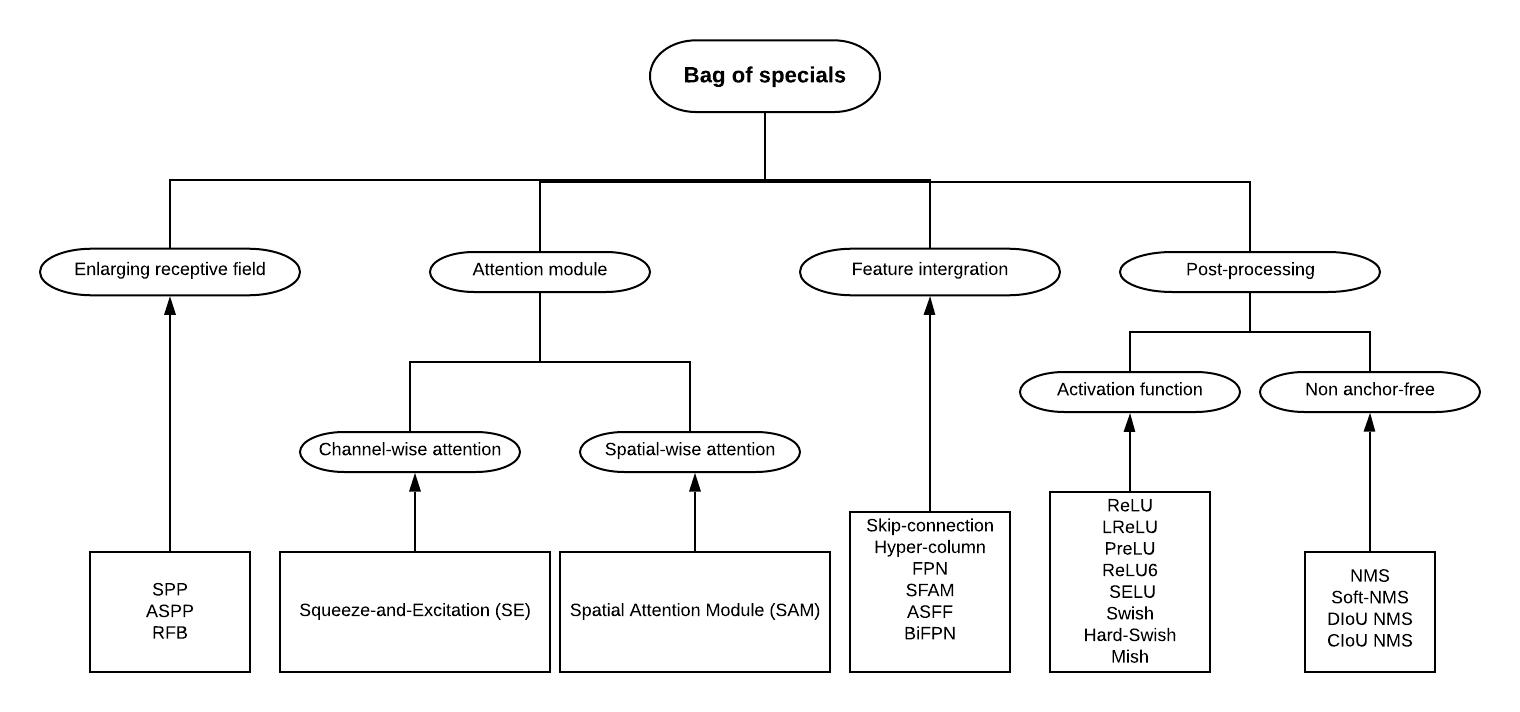 Bag of specials
Enlarging receptive field
Attention module
Feature intergration
Post-processing
Activation function
Non anchor-free
Channel-wise attention
Spatial-wise attention
SPP
ASPP
RFB
Squeeze-and-Excitation (SE)
Spatial Attention Module (SAM)
Skip-connection
Hyper-column
FPN
SFAM
ASFF
BiFPN
ReLU
LReLU
PreLU
ReLU6
SELU
Swish
Hard-Swish
Mish
NMS
Soft-NMS
DIoU NMS
CIoU NMS